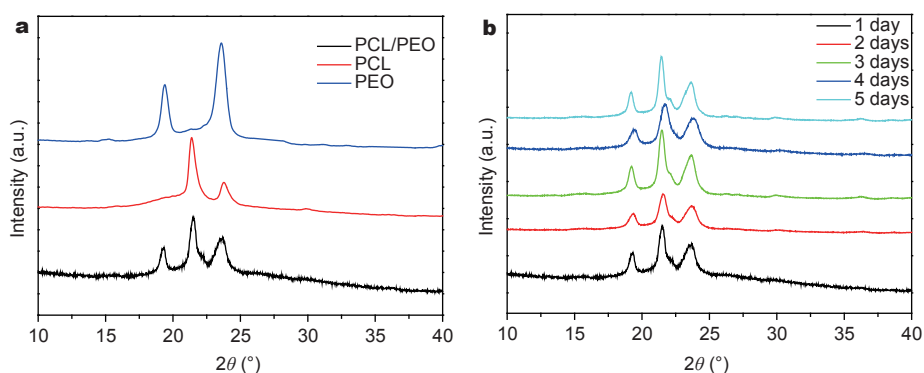 a
PCL/PEO
PCL
PEO
Intensity (a.u.)
10 15 20 25 30 35 40
2θ (°)
b
1 day
2 days
3 days
4 days
5 days
Intensity (a.u.)
10 15 20 25 30 35 40
2θ (°)